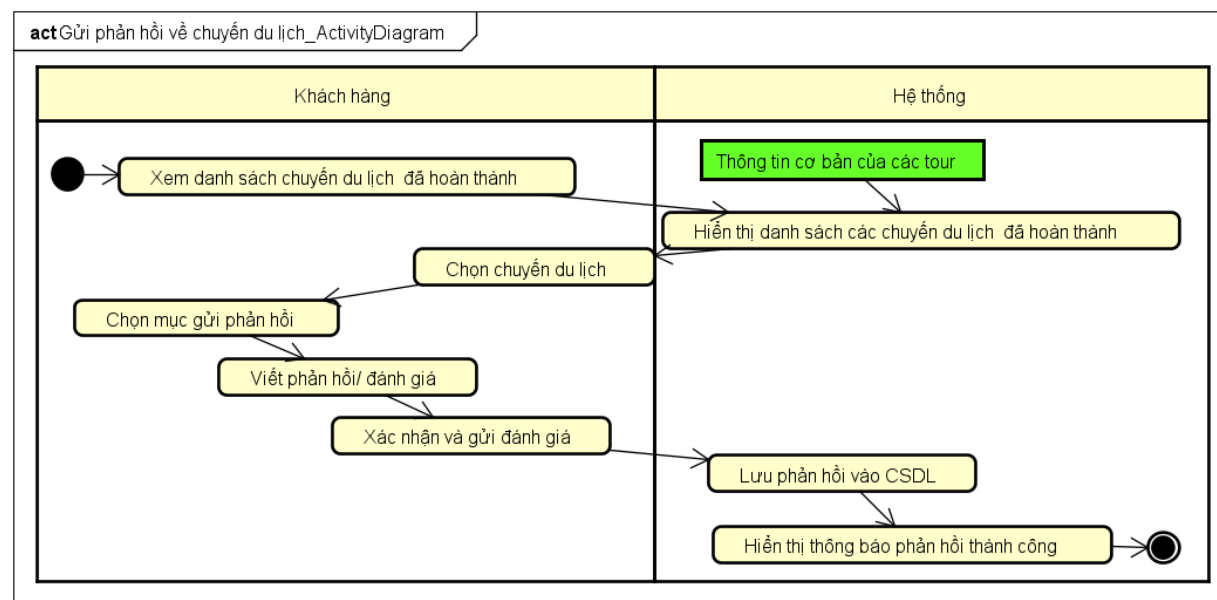 act Gửi phản hồi về chuyến du lịch_ActivityDiagram
Khách hàng
Hệ thống
Thông tin cơ bản của các tour
Xem danh sách chuyến du lịch đã hoàn thành
Hiển thị danh sách các chuyến du lịch đã hoàn thành
Chọn chuyến du lịch
Chọn mục gửi phản hồi
Viết phản hồi/ đánh giá
Xác nhận và gửi đánh giá
Lưu phản hồi vào CSDL
Hiển thị thông báo phản hồi thành công